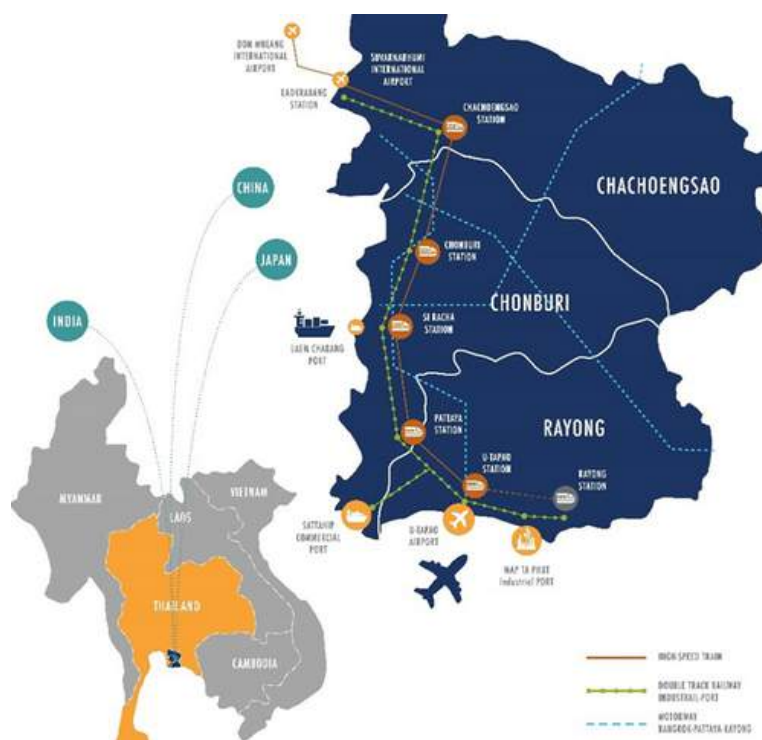 DON MUEANG
INTERNATIONAL
AIRPORT
SUVARNABHUMI
INTERNATIONAL
AIRPORT
LADKRABANG
STATION
CHACHOENGSAO
STATION
CHACHOENGSAO
CHINA
JAPAN
INDIA
CHONBURI
STATION
CHONBURI
SI RACHA
STATION
LAEM CHABANG
PORT
PATTAYA
STATION
RAYONG
U-TAPAO
STATION
RAYONG
STATION
SATTAHIP
COMMERCIAL
PORT
U-TAPAO
AIRPORT
MAP TA PHUT
Industrial PORT
MYANMAR
LAOS
VIETNAM
THAILAND
CAMBODIA
HIGH-SPEED TRAIN
DOUBLE TRACK RAILWAY
INDUSTRAIL-PORT
MOTORWAY
BANGKOK-PATTAYA-RAYONG